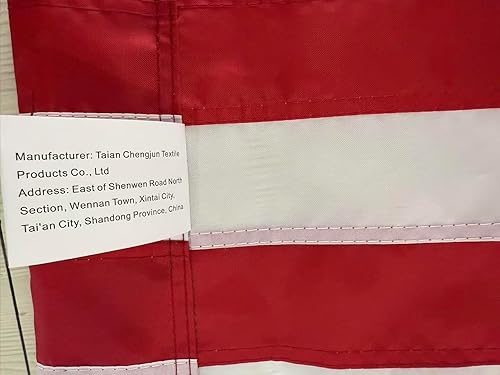 Manufacturer: Taian Chengjun Textile
Products Co., Ltd
Address: East of Shenwen Road North
Section, Wennan Town, Xintai City,
Tai'an City, Shandong Province, China